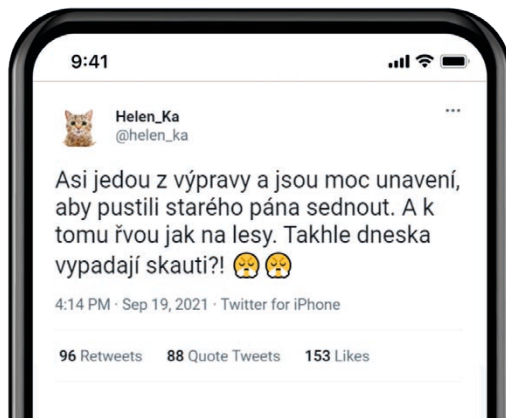 9:41
Helen_Ka
@helen_ka
Asi jedou z výpravy a jsou moc unavení,
aby pustili starého pána sednout. A k
tomu řvou jak na lesy. Takhle dneska
vypadají skauti?! 😤😤
4:14 PM · Sep 19, 2021 · Twitter for iPhone
96 Retweets 88 Quote Tweets 153 Likes